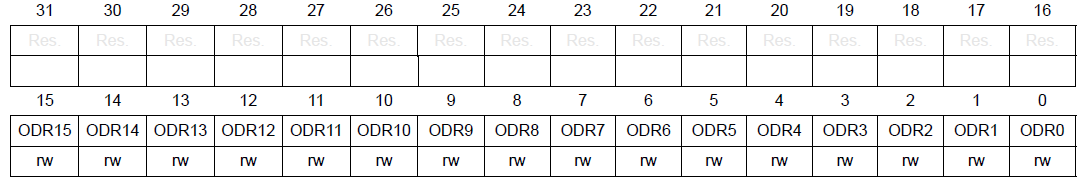 31 30 29 28 27 26 25 24 23 22 21 20 19 18 17 16
Res. Res. Res. Res. Res. Res. Res. Res. Res. Res. Res. Res. Res. Res. Res. Res.
15 14 13 12 11 10 9 8 7 6 5 4 3 2 1 0
ODR15 ODR14 ODR13 ODR12 ODR11 ODR10 ODR9 ODR8 ODR7 ODR6 ODR5 ODR4 ODR3 ODR2 ODR1 ODR0
rw rw rw rw rw rw rw rw rw rw rw rw rw rw rw rw